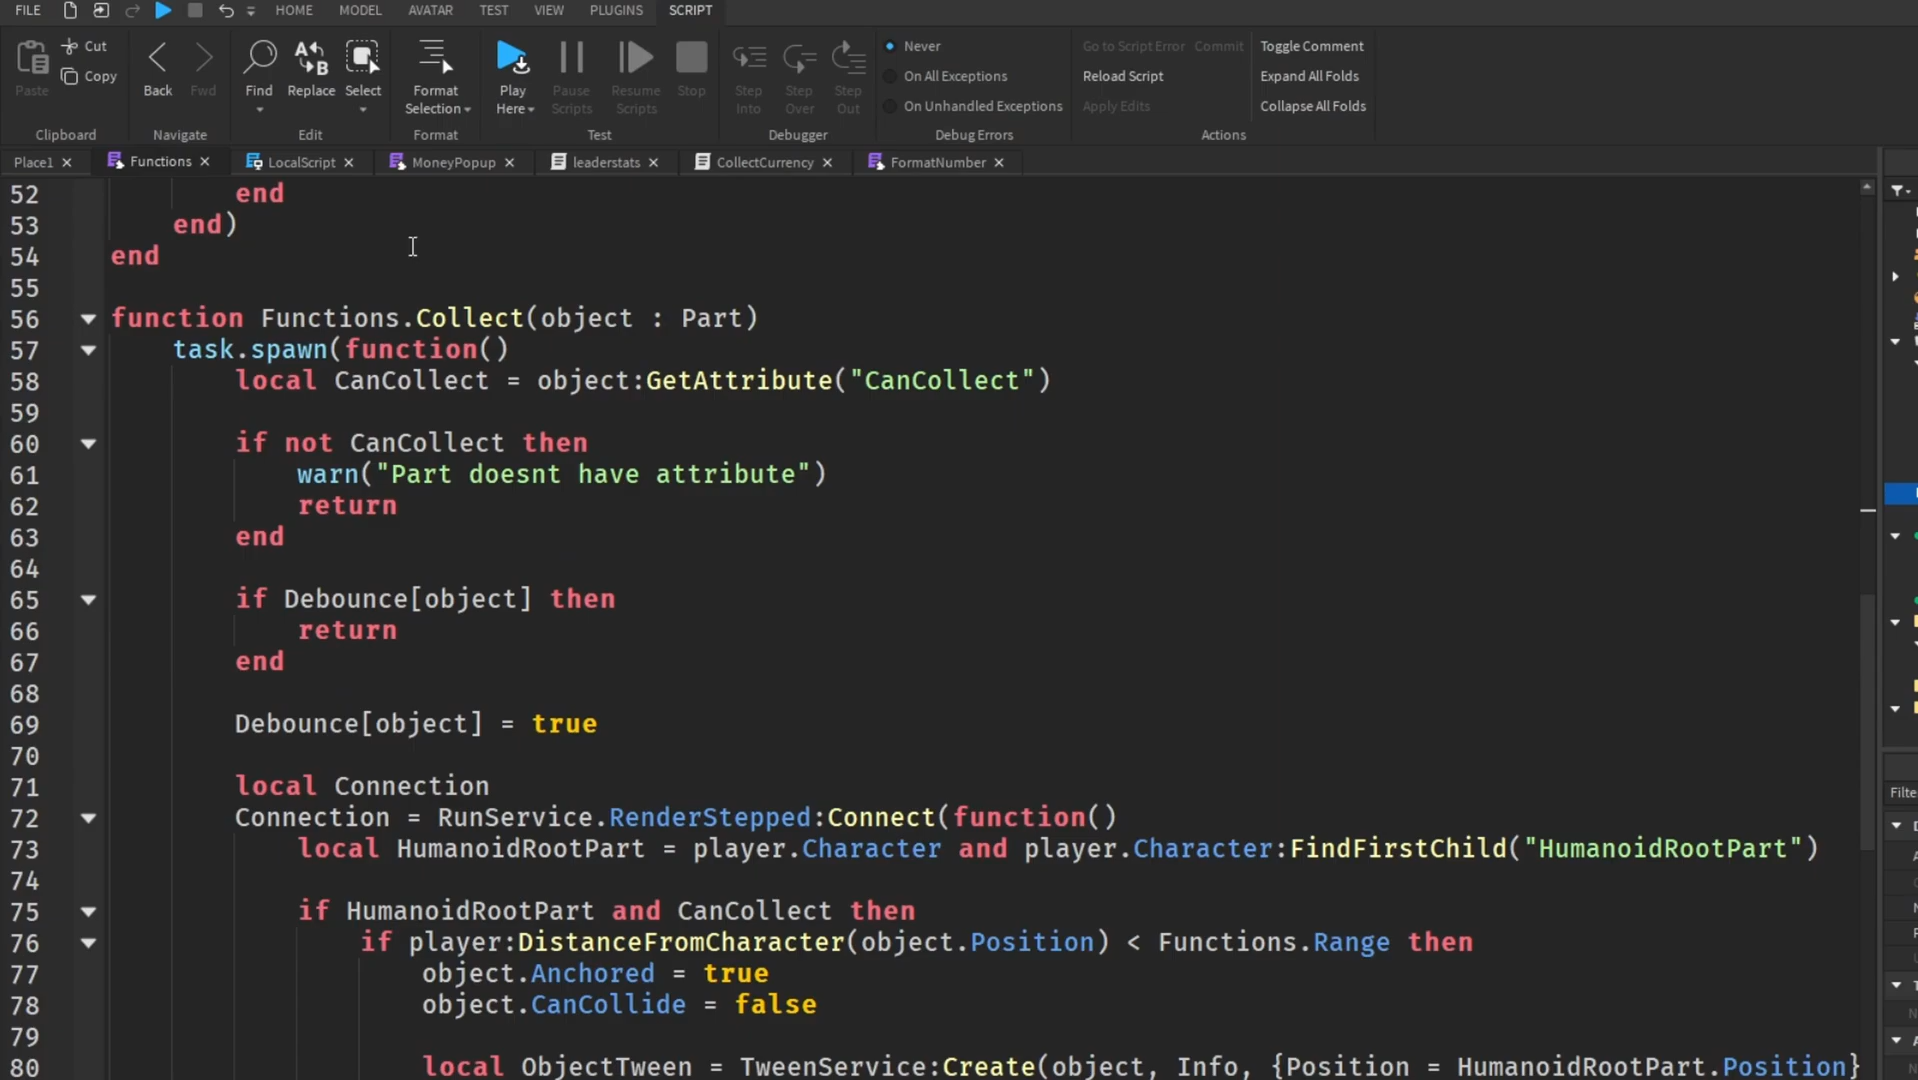 FILE HOME MODEL AVATAR TEST VIEW PLUGINS SCRIPT
Paste Cut Copy
Clipboard
Back Fwd
Navigate
Find Replace Select
Edit
Format Selection
Format
Play Here Pause Scripts Resume Scripts Stop
Test
Step Into Step Over Step Out
Debugger
Never
On All Exceptions
On Unhandled Exceptions
Debug Errors
Go to Script Error Commit
Reload Script
Apply Edits
Toggle Comment
Expand All Folds
Collapse All Folds
Actions
Place1 × Functions × LocalScript × MoneyPopup × leaderstats × CollectCurrency × FormatNumber ×
52 end
53 end)
54 end
55
56 function Functions.Collect(object : Part)
57 task.spawn(function()
58 local CanCollect = object:GetAttribute("CanCollect")
59
60 if not CanCollect then
61 warn("Part doesnt have attribute")
62 return
63 end
64
65 if Debounce[object] then
66 return
67 end
68
69 Debounce[object] = true
70
71 local Connection
72 Connection = RunService.RenderStepped:Connect(function()
73 local HumanoidRootPart = player.Character and player.Character:FindFirstChild("HumanoidRootPart")
74
75 if HumanoidRootPart and CanCollect then
76 if player:DistanceFromCharacter(object.Position) < Functions.Range then
77 object.Anchored = true
78 object.CanCollide = false
79
80 local ObjectTween = TweenService:Create(object, Info, {Position = HumanoidRootPart.Position}
Filte